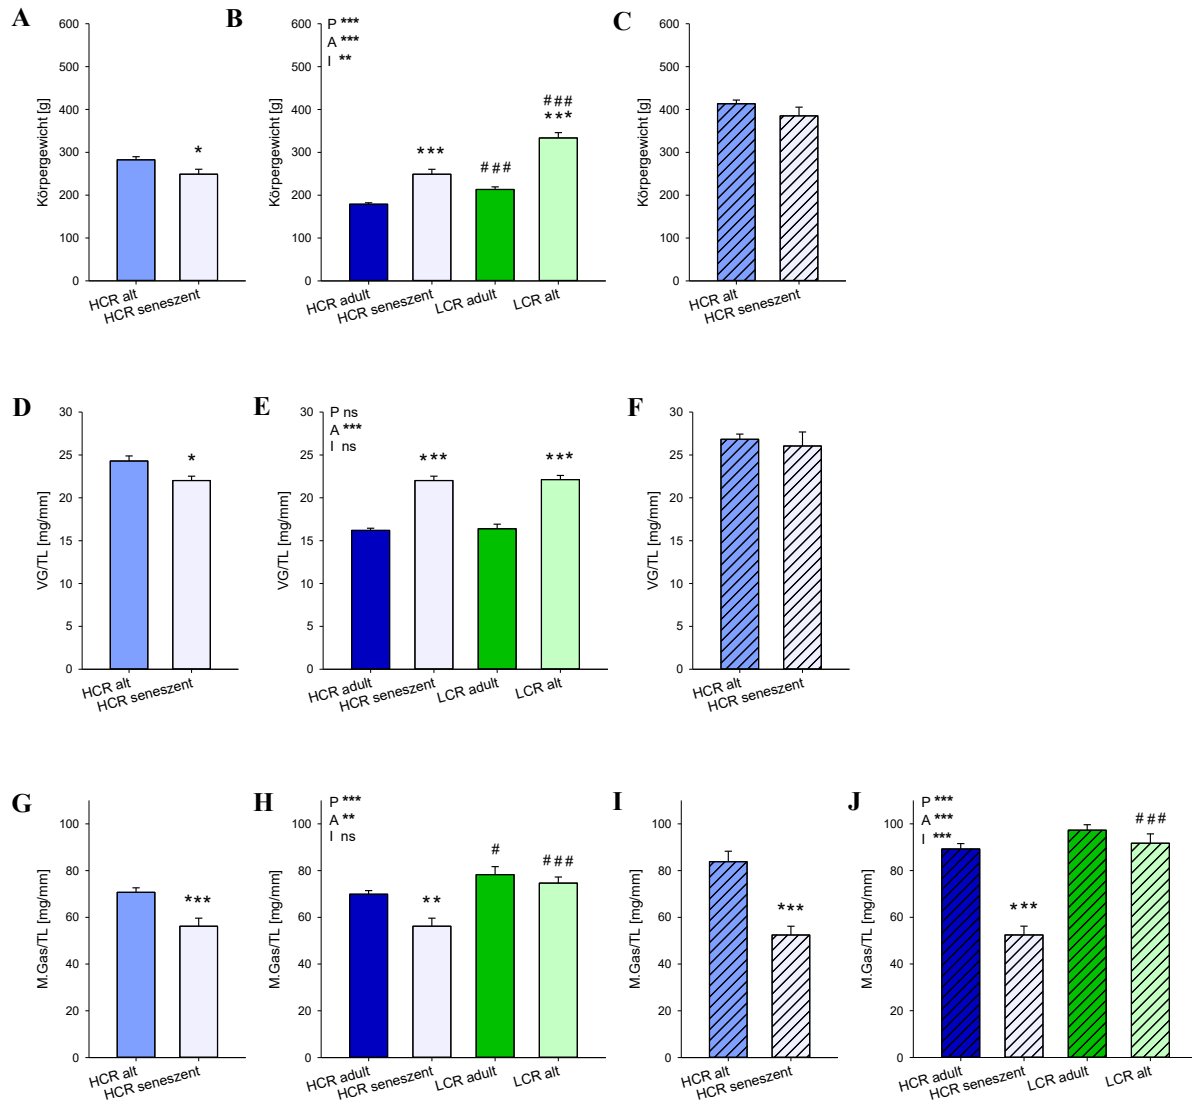 A
600
500
400
300
200
100
0
Körpergewicht [g]
*
HCR alt
HCR seneszent
B
600
500
400
300
200
100
0
Körpergewicht [g]
P ***
A ***
I **
***
###
###
***
HCR adult
HCR seneszent
LCR adult
LCR alt
C
600
500
400
300
200
100
0
Körpergewicht [g]
HCR alt
HCR seneszent
D
30
25
20
15
10
5
0
VG/TL [mg/mm]
*
HCR alt
HCR seneszent
E
30
25
20
15
10
5
0
VG/TL [mg/mm]
P ns
A ***
I ns
***
***
HCR adult
HCR seneszent
LCR adult
LCR alt
F
30
25
20
15
10
5
0
VG/TL [mg/mm]
HCR alt
HCR seneszent
G
100
80
60
40
20
0
M.Gas/TL [mg/mm]
***
HCR alt
HCR seneszent
H
100
80
60
40
20
0
M.Gas/TL [mg/mm]
P ***
A **
I ns
**
#
###
HCR adult
HCR seneszent
LCR adult
LCR alt
I
100
80
60
40
20
0
M.Gas/TL [mg/mm]
***
HCR alt
HCR seneszent
J
100
80
60
40
20
0
M.Gas/TL [mg/mm]
P ***
A ***
I ***
***
###
HCR adult
HCR seneszent
LCR adult
LCR alt